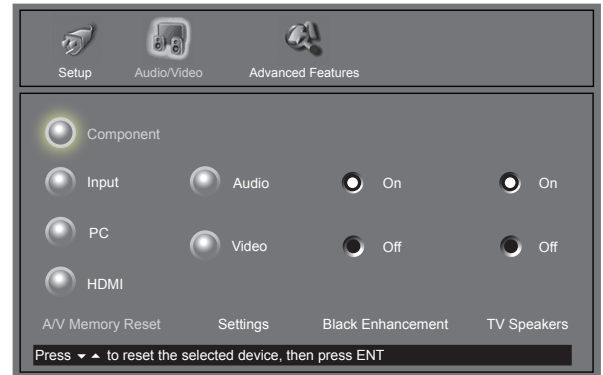 Setup Audio/Video Advanced Features
Component
Input Audio On On
PC Video Off Off
HDMI
A/V Memory Reset Settings Black Enhancement TV Speakers
Press ▼ ▲ to reset the selected device, then press ENT